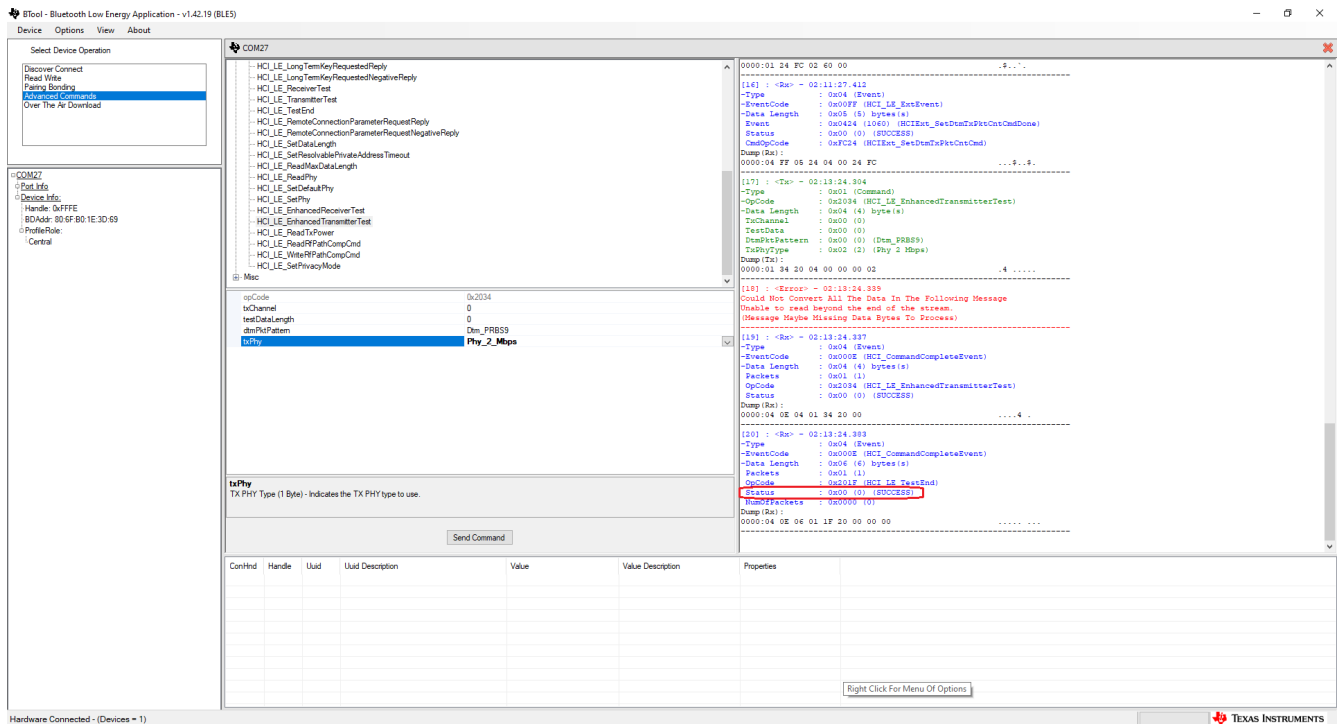 BTool - Bluetooth Low Energy Application - v1.42.19 (BLE5)
Device Options View About
Select Device Operation
Discover Connect
Read Write
Pairing Bonding
Advanced Commands
Over The Air Download
COM27
Port Info
Device Info:
Handle: 0xFFFE
BDAddr: 80:6F:B0:1E:3D:69
ProfileRole:
Central
COM27
HCI_LE_LongTermKeyRequestedReply
HCI_LE_LongTermKeyRequestedNegativeReply
HCI_LE_ReceiverTest
HCI_LE_TransmitterTest
HCI_LE_TestEnd
HCI_LE_RemoteConnectionParameterRequestReply
HCI_LE_RemoteConnectionParameterRequestNegativeReply
HCI_LE_SetDataLength
HCI_LE_SetResolvablePrivateAddressTimeout
HCI_LE_ReadMaxDataLength
HCI_LE_ReadPhy
HCI_LE_SetDefaultPhy
HCI_LE_SetPhy
HCI_LE_EnhancedReceiverTest
HCI_LE_EnhancedTransmitterTest
HCI_LE_ReadTxPower
HCI_LE_ReadRfPathCompCmd
HCI_LE_WriteRfPathCompCmd
HCI_LE_SetPrivacyMode
Misc
opCode 0x2034
txChannel 0
testDataLength 0
dtmPktPattern Dtm_PRBS9
txPhy Phy_2_Mbps
txPhy
TX PHY Type (1 Byte) - Indicates the TX PHY type to use.
Send Command
0000:01 24 FC 02 60 00 .$..`.
------------------------------------------------------------------------
[16] : <Rx> - 02:11:27.412
-Type : 0x04 (Event)
-EventCode : 0x00FF (HCI_LE_ExtEvent)
-Data Length : 0x05 (5) bytes(s)
Event : 0x0424 (1060) (HCIExt_SetDtmTxPktCntCmdDone)
Status : 0x00 (0) (SUCCESS)
CmdOpCode : 0xFC24 (HCIExt_SetDtmTxPktCntCmd)
Dump(Rx):
0000:04 FF 05 24 04 00 24 FC ...$..$.
------------------------------------------------------------------------
[17] : <Tx> - 02:13:24.304
-Type : 0x01 (Command)
-OpCode : 0x2034 (HCI_LE_EnhancedTransmitterTest)
-Data Length : 0x04 (4) byte(s)
TxChannel : 0x00 (0)
TestData : 0x00 (0)
DtmPktPattern : 0x00 (0) (Dtm_PRBS9)
TxPhyType : 0x02 (2) (Phy 2 Mbps)
Dump(Tx):
0000:01 34 20 04 00 00 00 02 .4 .....
------------------------------------------------------------------------
[18] : <Error> - 02:13:24.339
Could Not Convert All The Data In The Following Message
Unable to read beyond the end of the stream.
(Message Maybe Missing Data Bytes To Process)
------------------------------------------------------------------------
[19] : <Rx> - 02:13:24.337
-Type : 0x04 (Event)
-EventCode : 0x000E (HCI_CommandCompleteEvent)
-Data Length : 0x04 (4) bytes(s)
Packets : 0x01 (1)
OpCode : 0x2034 (HCI_LE_EnhancedTransmitterTest)
Status : 0x00 (0) (SUCCESS)
Dump(Rx):
0000:04 0E 04 01 34 20 00 ....4 .
------------------------------------------------------------------------
[20] : <Rx> - 02:13:24.383
-Type : 0x04 (Event)
-EventCode : 0x000E (HCI_CommandCompleteEvent)
-Data Length : 0x06 (6) bytes(s)
Packets : 0x01 (1)
OpCode : 0x201F (HCI_LE_TestEnd)
Status : 0x00 (0) (SUCCESS)
NumOfPackets : 0x0000 (0)
Dump(Rx):
0000:04 0E 06 01 1F 20 00 00 00 ..... ...
------------------------------------------------------------------------
ConHnd Handle Uuid Uuid Description Value Value Description Properties
Right Click For Menu Of Options
Hardware Connected - (Devices = 1)
TEXAS INSTRUMENTS